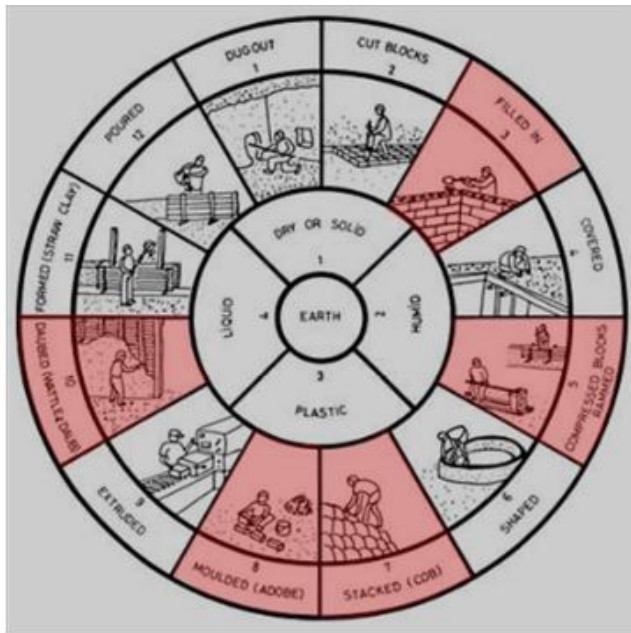 DUGOUT
1
CUT BLOCKS
2
FILLED IN
3
COVERED
4
COMPRESSED BLOCKS
RAMMED
5
SHAPED
6
STACKED (COB)
7
MOULDED (ADOBE)
8
EXTRUDED
9
DAUBED (WATTLE & DAUB)
10
FORMED (STRAW CLAY)
11
POURED
12
DRY OR SOLID
1
HUMID
2
PLASTIC
3
LIQUID
4
EARTH